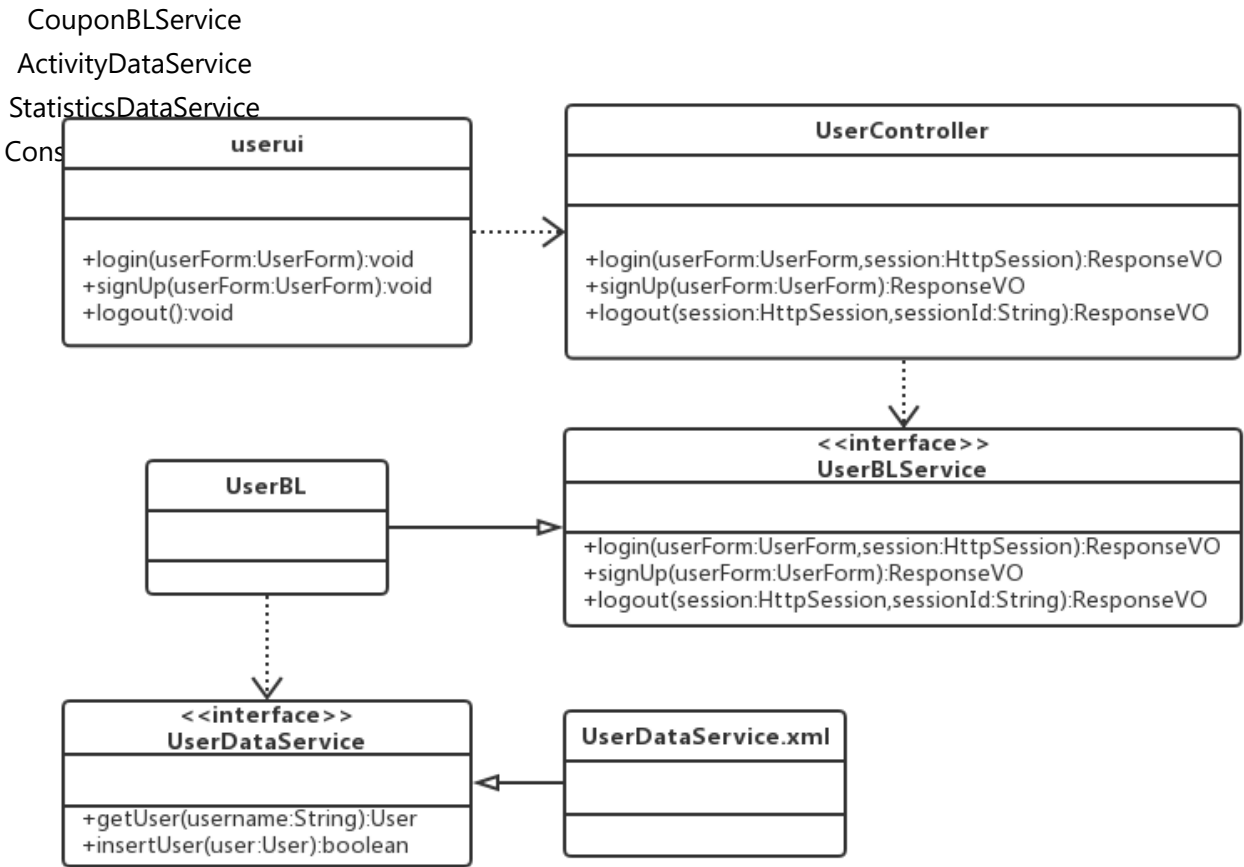 CouponBLService
ActivityDataService
StatisticsDataService
Cons
userui
+login(userForm:UserForm):void
+signUp(userForm:UserForm):void
+logout():void
UserController
+login(userForm:UserForm,session:HttpSession):ResponseVO
+signUp(userForm:UserForm):ResponseVO
+logout(session:HttpSession,sessionId:String):ResponseVO
UserBL
<<interface>>
UserBLService
+login(userForm:UserForm,session:HttpSession):ResponseVO
+signUp(userForm:UserForm):ResponseVO
+logout(session:HttpSession,sessionId:String):ResponseVO
<<interface>>
UserDataService
+getUser(username:String):User
+insertUser(user:User):boolean
UserDataService.xml